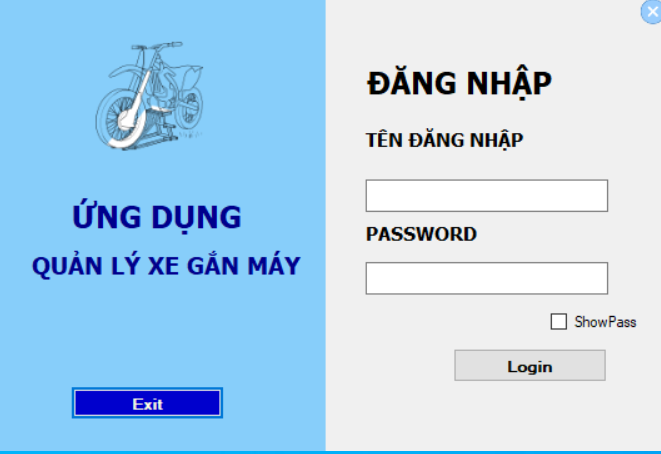 ỨNG DỤNG
QUẢN LÝ XE GẮN MÁY
Exit
ĐĂNG NHẬP
TÊN ĐĂNG NHẬP
PASSWORD
ShowPass
Login